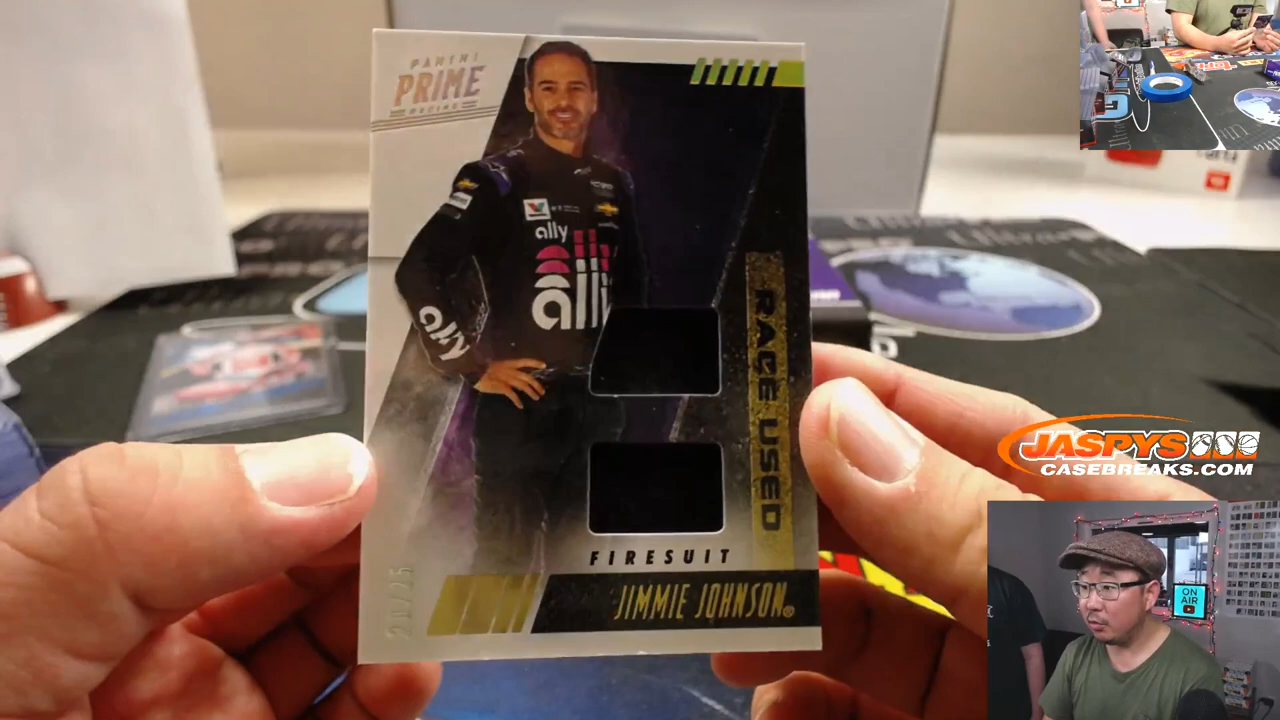 PANINI
PRIME
RACING
ally
ally
ally
RACE USED
FIRESUIT
JIMMIE JOHNSON®
JASPYS
CASEBREAKS.COM
ON
AIR